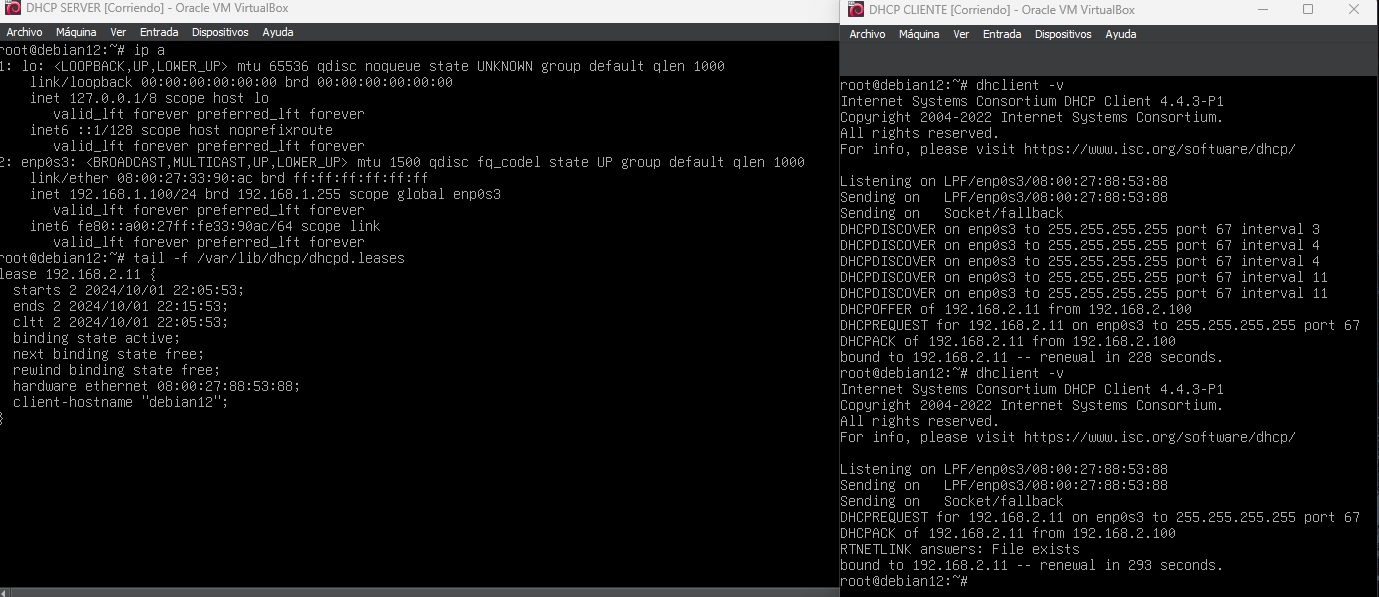 DHCP SERVER [Corriendo] - Oracle VM VirtualBox
Archivo Máquina Ver Entrada Dispositivos Ayuda
root@debian12:~# ip a
1: lo: <LOOPBACK,UP,LOWER_UP> mtu 65536 qdisc noqueue state UNKNOWN group default qlen 1000
link/loopback 00:00:00:00:00:00 brd 00:00:00:00:00:00
inet 127.0.0.1/8 scope host lo
valid_lft forever preferred_lft forever
inet6 ::1/128 scope host noprefixroute
valid_lft forever preferred_lft forever
2: enp0s3: <BROADCAST,MULTICAST,UP,LOWER_UP> mtu 1500 qdisc fq_codel state UP group default qlen 1000
link/ether 08:00:27:33:90:ac brd ff:ff:ff:ff:ff:ff
inet 192.168.1.100/24 brd 192.168.1.255 scope global enp0s3
valid_lft forever preferred_lft forever
inet6 fe80::a00:27ff:fe33:90ac/64 scope link
valid_lft forever preferred_lft forever
root@debian12:~# tail -f /var/lib/dhcp/dhcpd.leases
lease 192.168.2.11 {
starts 2 2024/10/01 22:05:53;
ends 2 2024/10/01 22:15:53;
cltt 2 2024/10/01 22:05:53;
binding state active;
next binding state free;
rewind binding state free;
hardware ethernet 08:00:27:88:53:88;
client-hostname "debian12";
}
DHCP CLIENTE [Corriendo] - Oracle VM VirtualBox
Archivo Máquina Ver Entrada Dispositivos Ayuda
root@debian12:~# dhclient -v
Internet Systems Consortium DHCP Client 4.4.3-P1
Copyright 2004-2022 Internet Systems Consortium.
All rights reserved.
For info, please visit https://www.isc.org/software/dhcp/
Listening on LPF/enp0s3/08:00:27:88:53:88
Sending on LPF/enp0s3/08:00:27:88:53:88
Sending on Socket/fallback
DHCPDISCOVER on enp0s3 to 255.255.255.255 port 67 interval 3
DHCPDISCOVER on enp0s3 to 255.255.255.255 port 67 interval 4
DHCPDISCOVER on enp0s3 to 255.255.255.255 port 67 interval 4
DHCPDISCOVER on enp0s3 to 255.255.255.255 port 67 interval 11
DHCPDISCOVER on enp0s3 to 255.255.255.255 port 67 interval 11
DHCPOFFER of 192.168.2.11 from 192.168.2.100
DHCPREQUEST for 192.168.2.11 on enp0s3 to 255.255.255.255 port 67
DHCPACK of 192.168.2.11 from 192.168.2.100
bound to 192.168.2.11 -- renewal in 228 seconds.
root@debian12:~# dhclient -v
Internet Systems Consortium DHCP Client 4.4.3-P1
Copyright 2004-2022 Internet Systems Consortium.
All rights reserved.
For info, please visit https://www.isc.org/software/dhcp/
Listening on LPF/enp0s3/08:00:27:88:53:88
Sending on LPF/enp0s3/08:00:27:88:53:88
Sending on Socket/fallback
DHCPREQUEST for 192.168.2.11 on enp0s3 to 255.255.255.255 port 67
DHCPACK of 192.168.2.11 from 192.168.2.100
RTNETLINK answers: File exists
bound to 192.168.2.11 -- renewal in 293 seconds.
root@debian12:~#